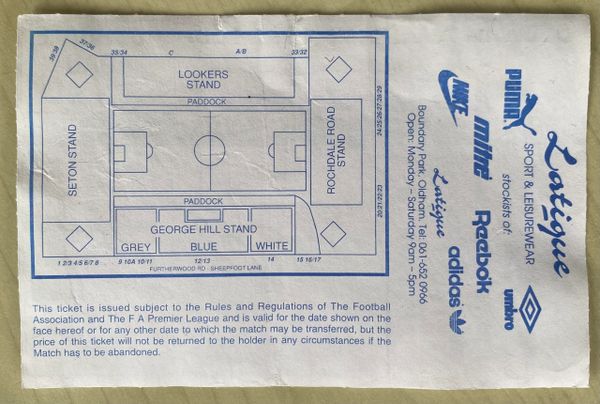 37/38
39/38
33/34
C
A/B
33/32
LOOKERS
STAND
PADDOCK
SETON STAND
ROCHDALE ROAD
STAND
24:25:26:27:28:29
20:21:22:23
PADDOCK
GEORGE HILL STAND
GREY
BLUE
WHITE
1 2/3 4/5 6/7 8
9 10A 10/11
12/13
14
15 16/17
FURTHERWOOD RD - SHEEPFOOT LANE
This ticket is issued subject to the Rules and Regulations of The Football
Association and The F A Premier League and is valid for the date shown on the
face hereof or for any other date to which the match may be transferred, but the
price of this ticket will not be returned to the holder in any circumstances if the
Match has to be abandoned.
Latique
SPORT & LEISUREWEAR
stockists of:
PUMA
umbro
mitre
Reebok
NIKE
Latique
adidas
Boundary Park, Oldham. Tel: 061-652 0966
Open: Monday - Saturday 9am - 5pm